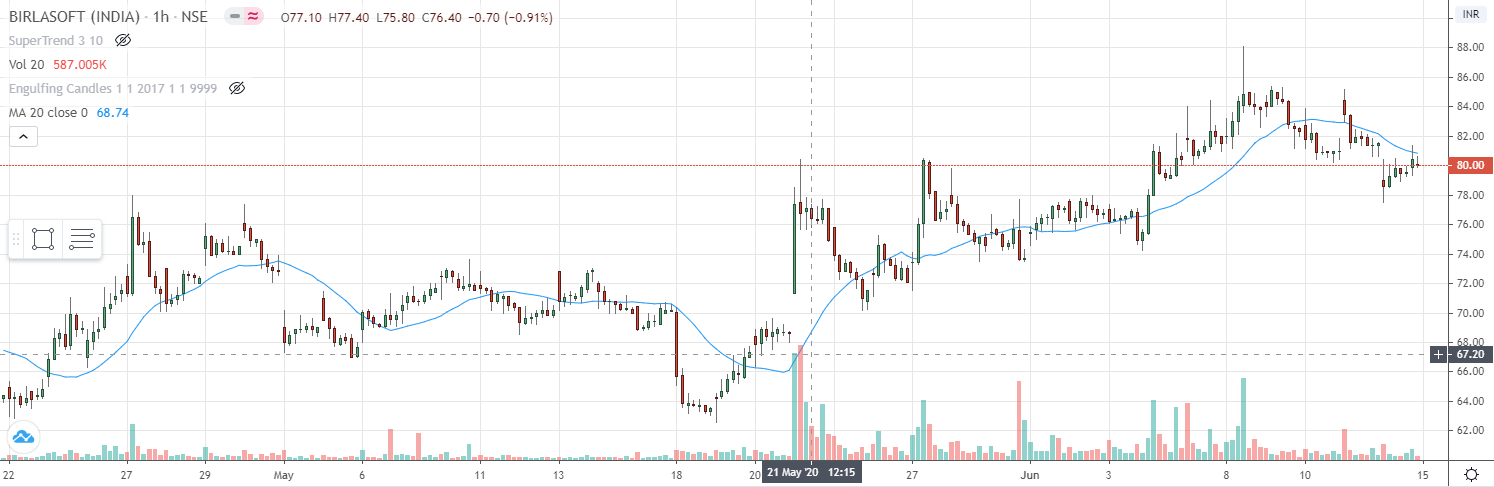 BIRLASOFT (INDIA) · 1h · NSE O77.10 H77.40 L75.80 C76.40 −0.70 (−0.91%)
INR
SuperTrend 3 10
Vol 20 587.005K
Engulfing Candles 1 1 2017 1 1 9999
MA 20 close 0 68.74
88.00
86.00
84.00
82.00
80.00
78.00
76.00
74.00
72.00
70.00
68.00
67.20
66.00
64.00
62.00
22 27 29 May 6 11 13 18 20 21 May '20 12:15 27 Jun 3 8 10 15